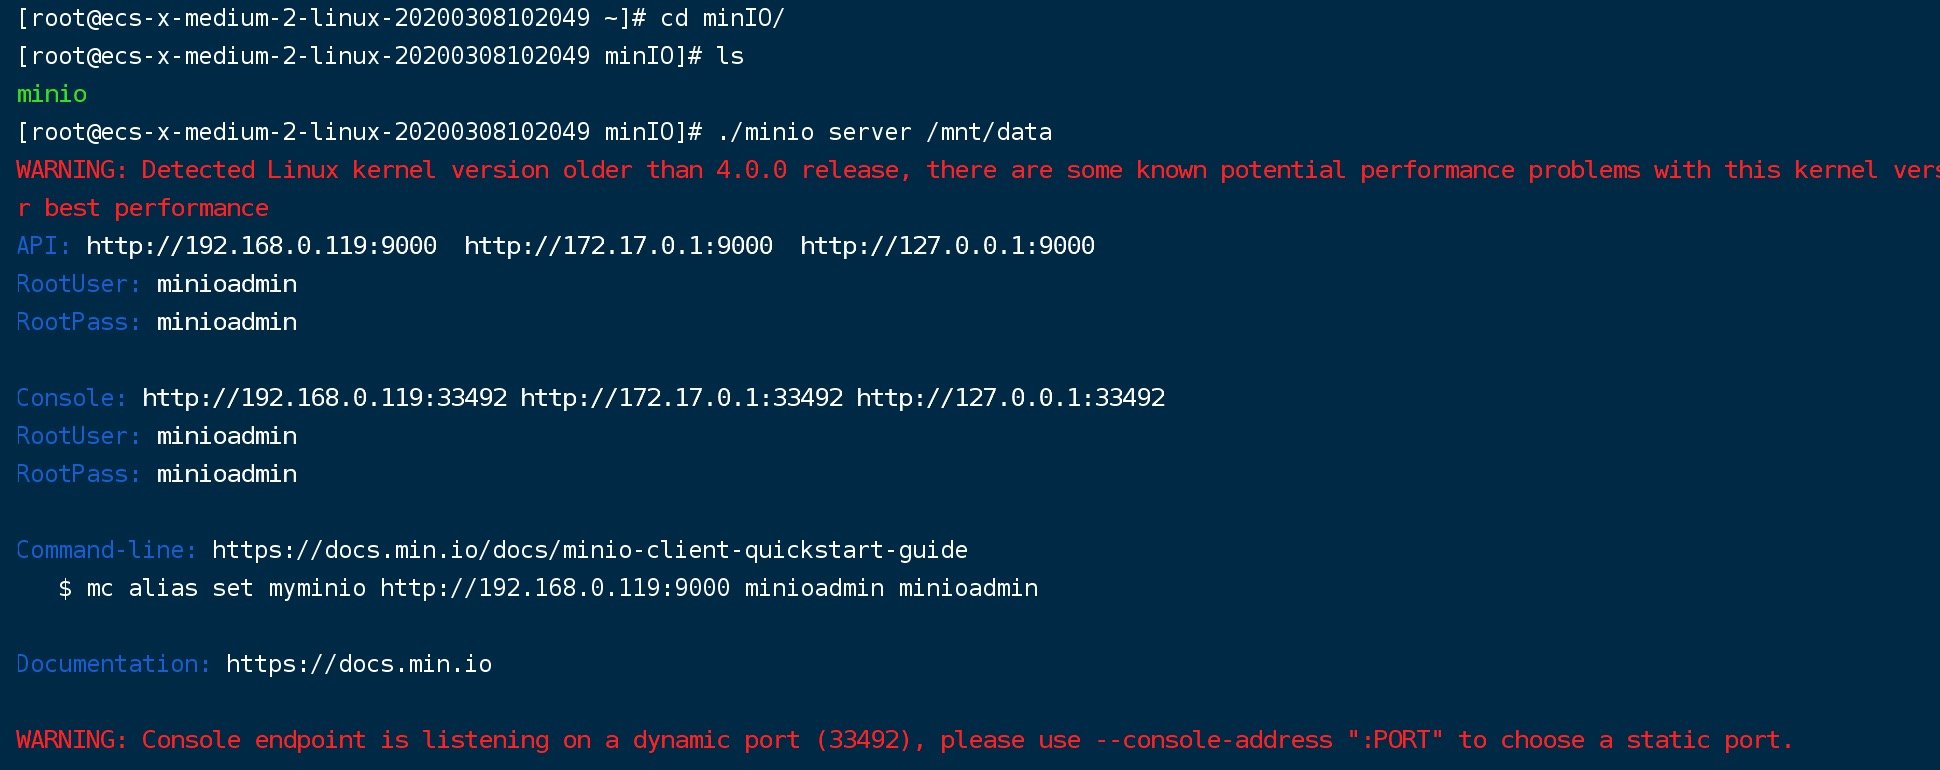 [root@ecs-x-medium-2-linux-20200308102049 ~]# cd minIO/
[root@ecs-x-medium-2-linux-20200308102049 minIO]# ls
minio
[root@ecs-x-medium-2-linux-20200308102049 minIO]# ./minio server /mnt/data
WARNING: Detected Linux kernel version older than 4.0.0 release, there are some known potential performance problems with this kernel vers
r best performance
API: http://192.168.0.119:9000  http://172.17.0.1:9000  http://127.0.0.1:9000
RootUser: minioadmin
RootPass: minioadmin
Console: http://192.168.0.119:33492 http://172.17.0.1:33492 http://127.0.0.1:33492
RootUser: minioadmin
RootPass: minioadmin
Command-line: https://docs.min.io/docs/minio-client-quickstart-guide
   $ mc alias set myminio http://192.168.0.119:9000 minioadmin minioadmin
Documentation: https://docs.min.io
WARNING: Console endpoint is listening on a dynamic port (33492), please use --console-address ":PORT" to choose a static port.